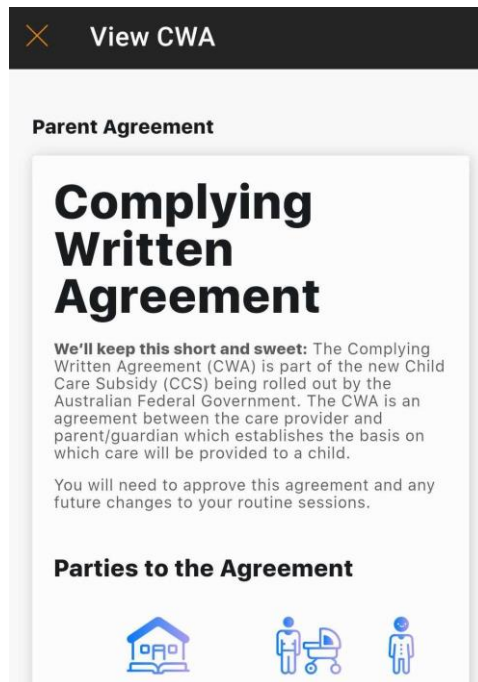 View CWA
Parent Agreement
Complying
Written
Agreement
We'll keep this short and sweet: The Complying
Written Agreement (CWA) is part of the new Child
Care Subsidy (CCS) being rolled out by the
Australian Federal Government. The CWA is an
agreement between the care provider and
parent/guardian which establishes the basis on
which care will be provided to a child.
You will need to approve this agreement and any
future changes to your routine sessions.
Parties to the Agreement